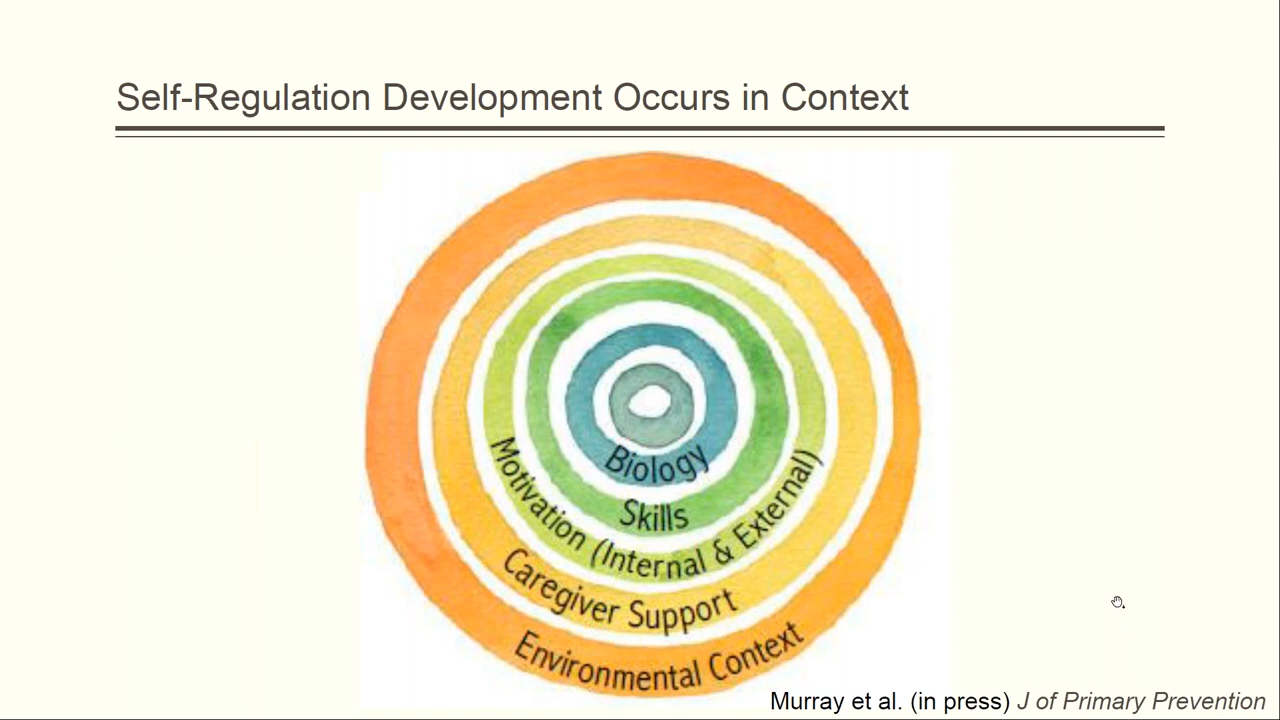 Self-Regulation Development Occurs in Context
Biology
Skills
Motivation (Internal & External)
Caregiver Support
Environmental Context
Murray et al. (in press) J of Primary Prevention